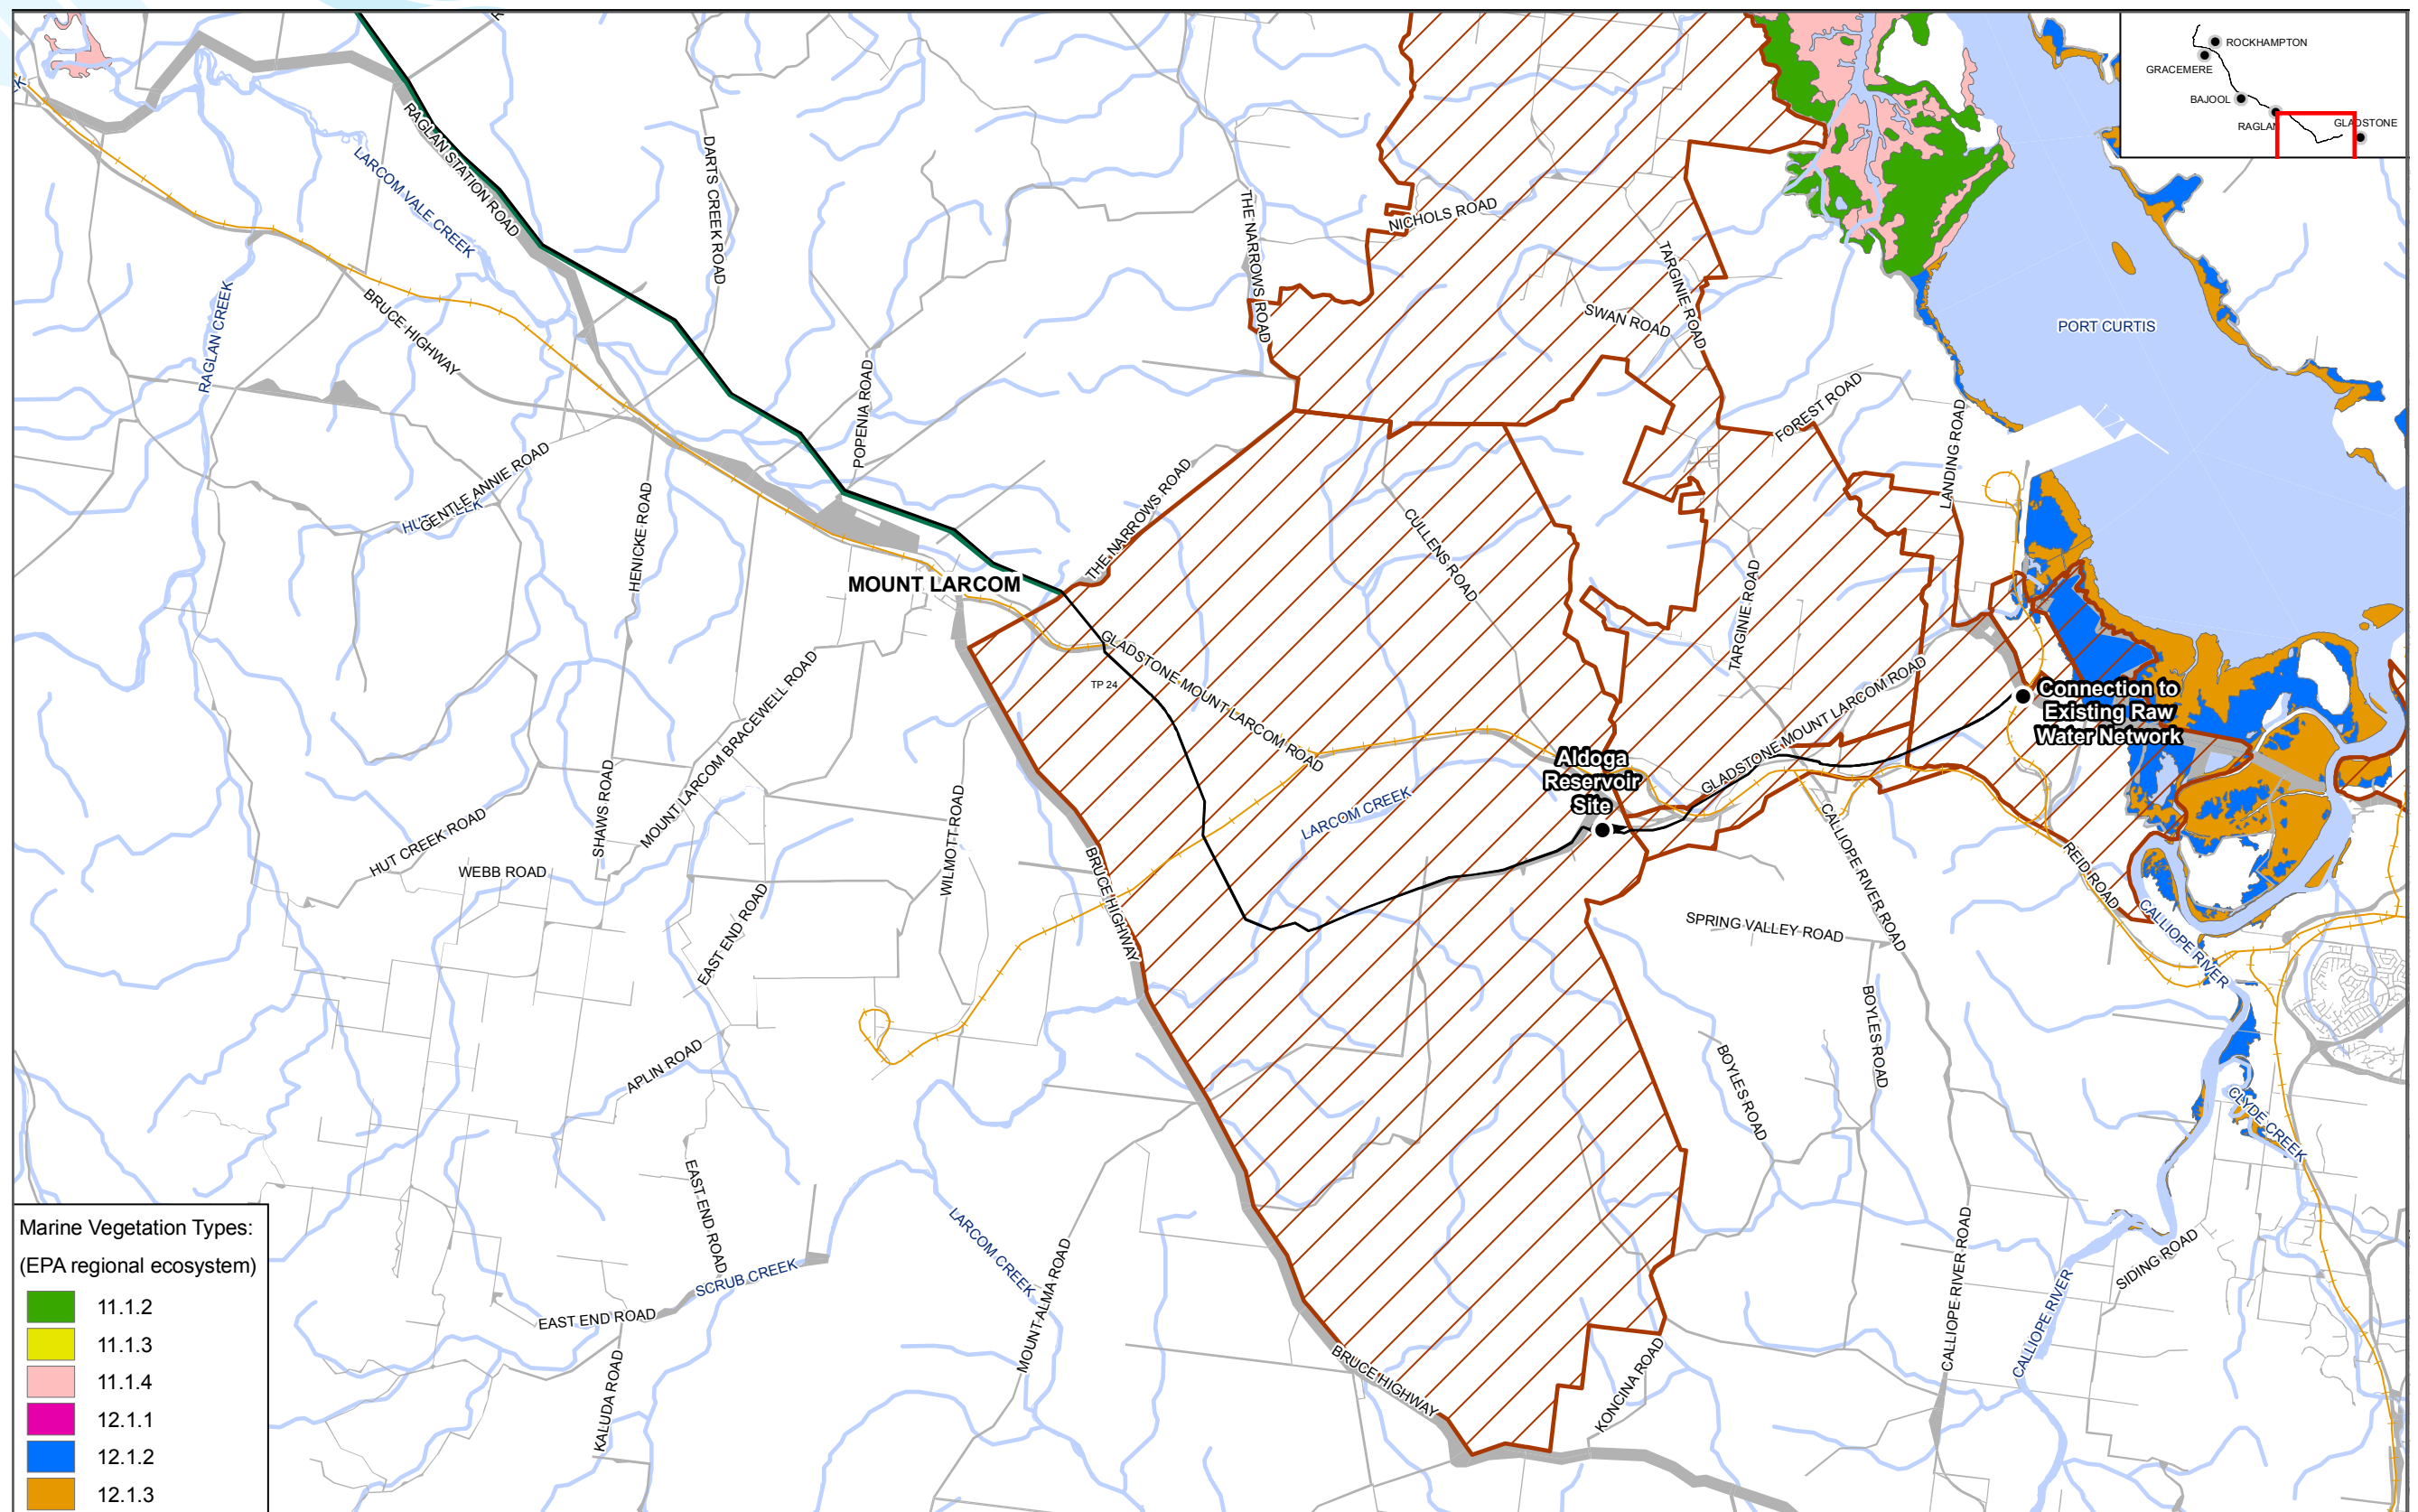 ROCKHAMPTON
GRACEMERE
BAJOOL
RAGLAN
GLADSTONE
RAGLAN STATION ROAD
LARCOM VALE CREEK
DARTS CREEK ROAD
THE NARROWS ROAD
NICHOLS ROAD
TARGINIE ROAD
SWAN ROAD
PORT CURTIS
RAGLAN CREEK
BRUCE HIGHWAY
POPENIA ROAD
FOREST ROAD
LANDING ROAD
GENTLE ANNIE ROAD
HENICKE ROAD
THE NARROWS ROAD
CULLENS ROAD
TARGINIE ROAD
MOUNT LARCOM
GLADSTONE MOUNT LARCOM ROAD
TP 24
MOUNT LARCOM BRACEWELL ROAD
GLADSTONE MOUNT LARCOM ROAD
Connection to
Existing Raw
Water Network
Aldoga
Reservoir
Site
LARCOM CREEK
SHAWS ROAD
HUT CREEK ROAD
WEBB ROAD
WILMOTT ROAD
BRUCE HIGHWAY
CALLIOPE RIVER ROAD
REID ROAD
EAST END ROAD
SPRING VALLEY ROAD
CALLIOPE RIVER
BOYLES ROAD
BOYLES ROAD
APLIN ROAD
CLYDE CREEK
EAST END ROAD
LARCOM CREEK
SCRUB CREEK
MOUNT ALMA ROAD
CALLIOPE RIVER ROAD
SIDING ROAD
CALLIOPE RIVER
EAST END ROAD
KALUDA ROAD
BRUCE HIGHWAY
KONCINA ROAD
Marine Vegetation Types:
(EPA regional ecosystem)
11.1.2
11.1.3
11.1.4
12.1.1
12.1.2
12.1.3